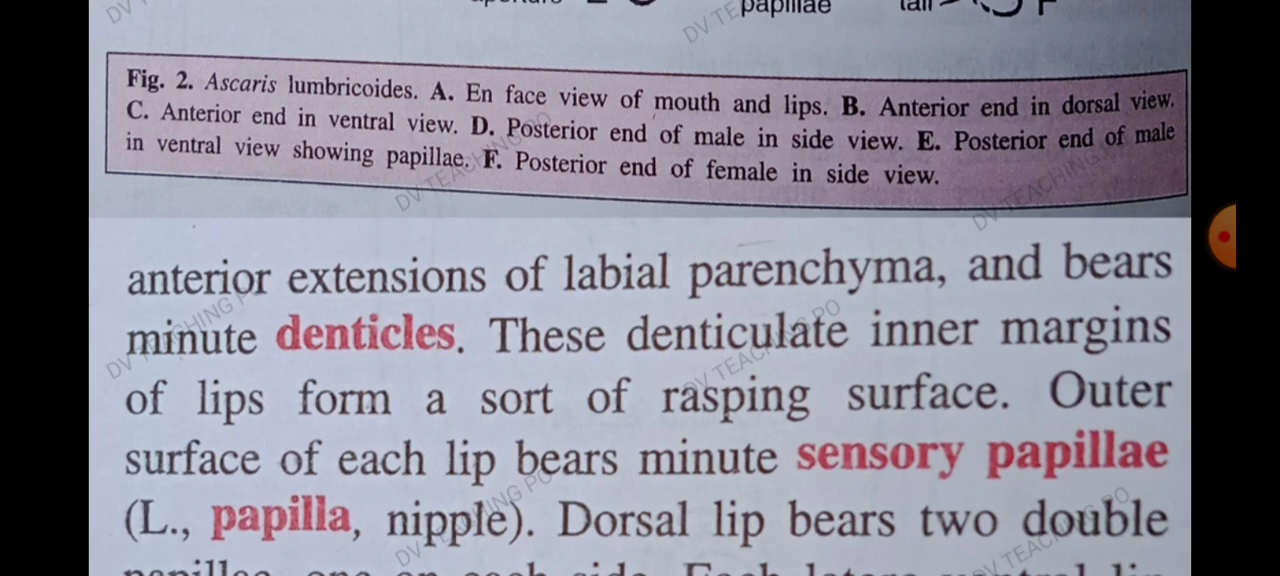 papillae
tail
Fig. 2. Ascaris lumbricoides. A. En face view of mouth and lips. B. Anterior end in dorsal view.
C. Anterior end in ventral view. D. Posterior end of male in side view. E. Posterior end of male
in ventral view showing papillae. F. Posterior end of female in side view.
anterior extensions of labial parenchyma, and bears
minute denticles. These denticulate inner margins
of lips form a sort of rasping surface. Outer
surface of each lip bears minute sensory papillae
(L., papilla, nipple). Dorsal lip bears two double